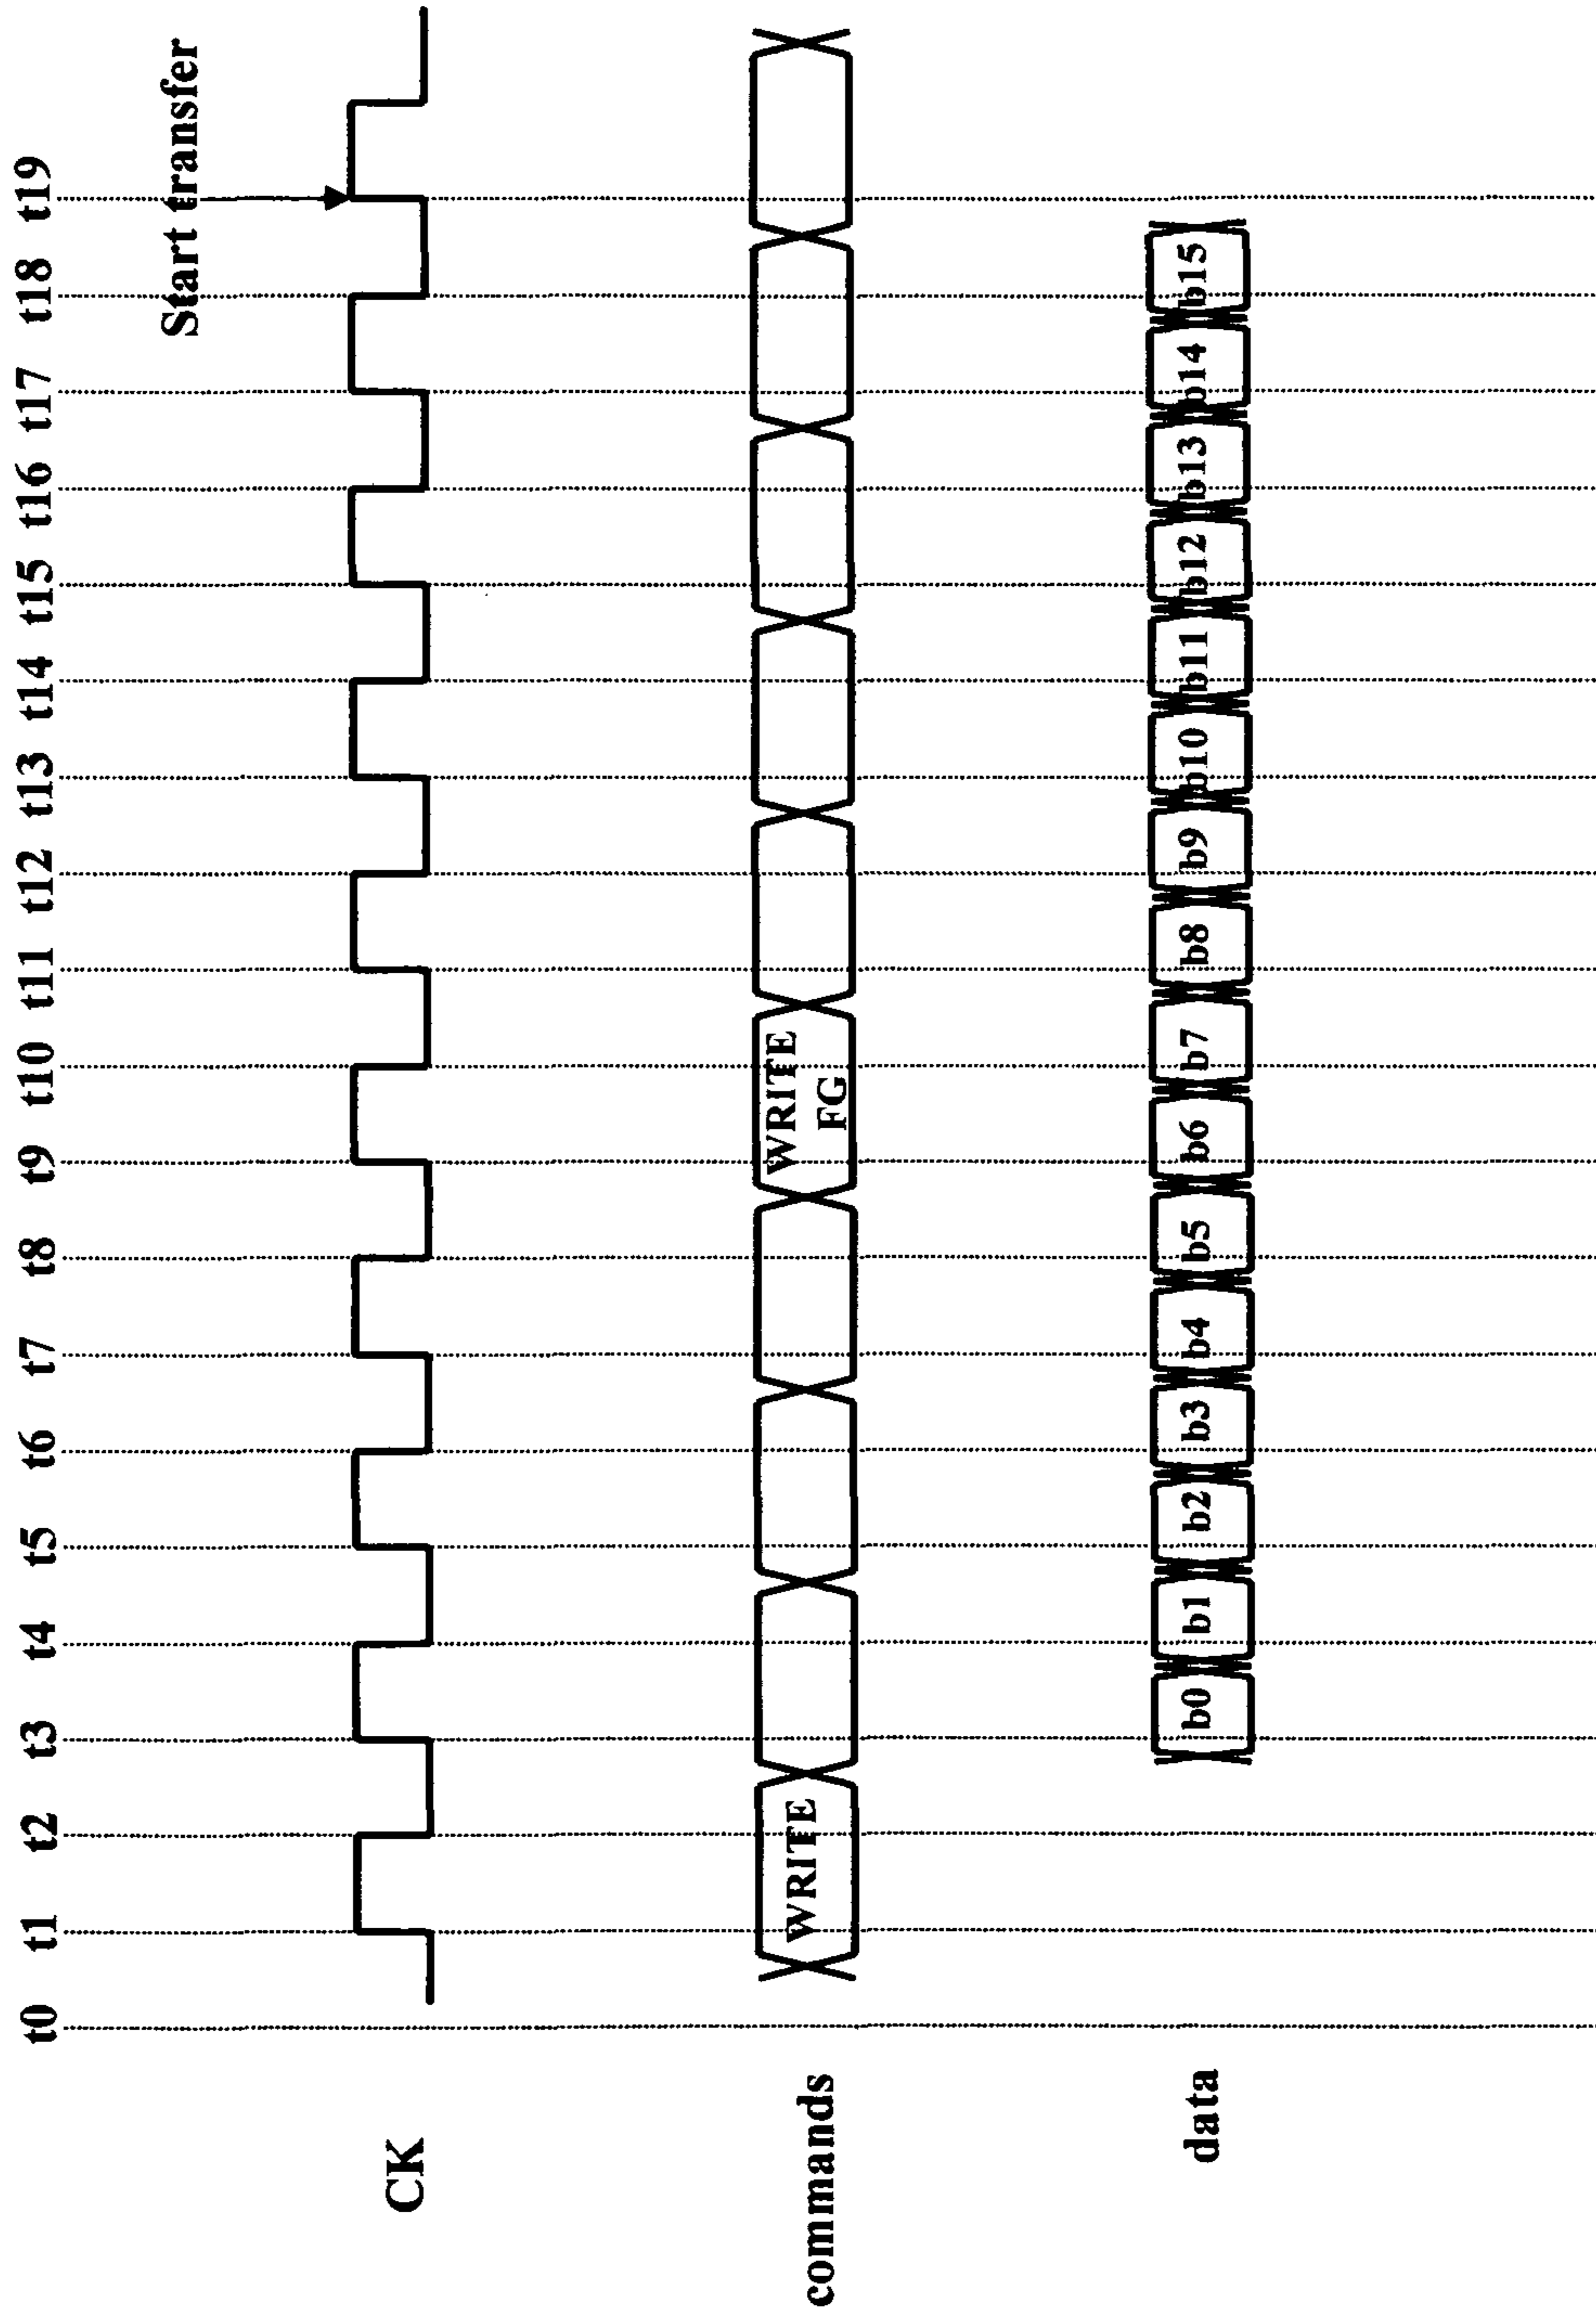 t0 t1 t2 t3 t4 t5 t6 t7 t8 t9 t10 t11 t12 t13 t14 t15 t16 t17 t18 t19
Start transfer
CK
commands WRITE WRITE
FG
data b0 b1 b2 b3 b4 b5 b6 b7 b8 b9 b10 b11 b12 b13 b14 b15